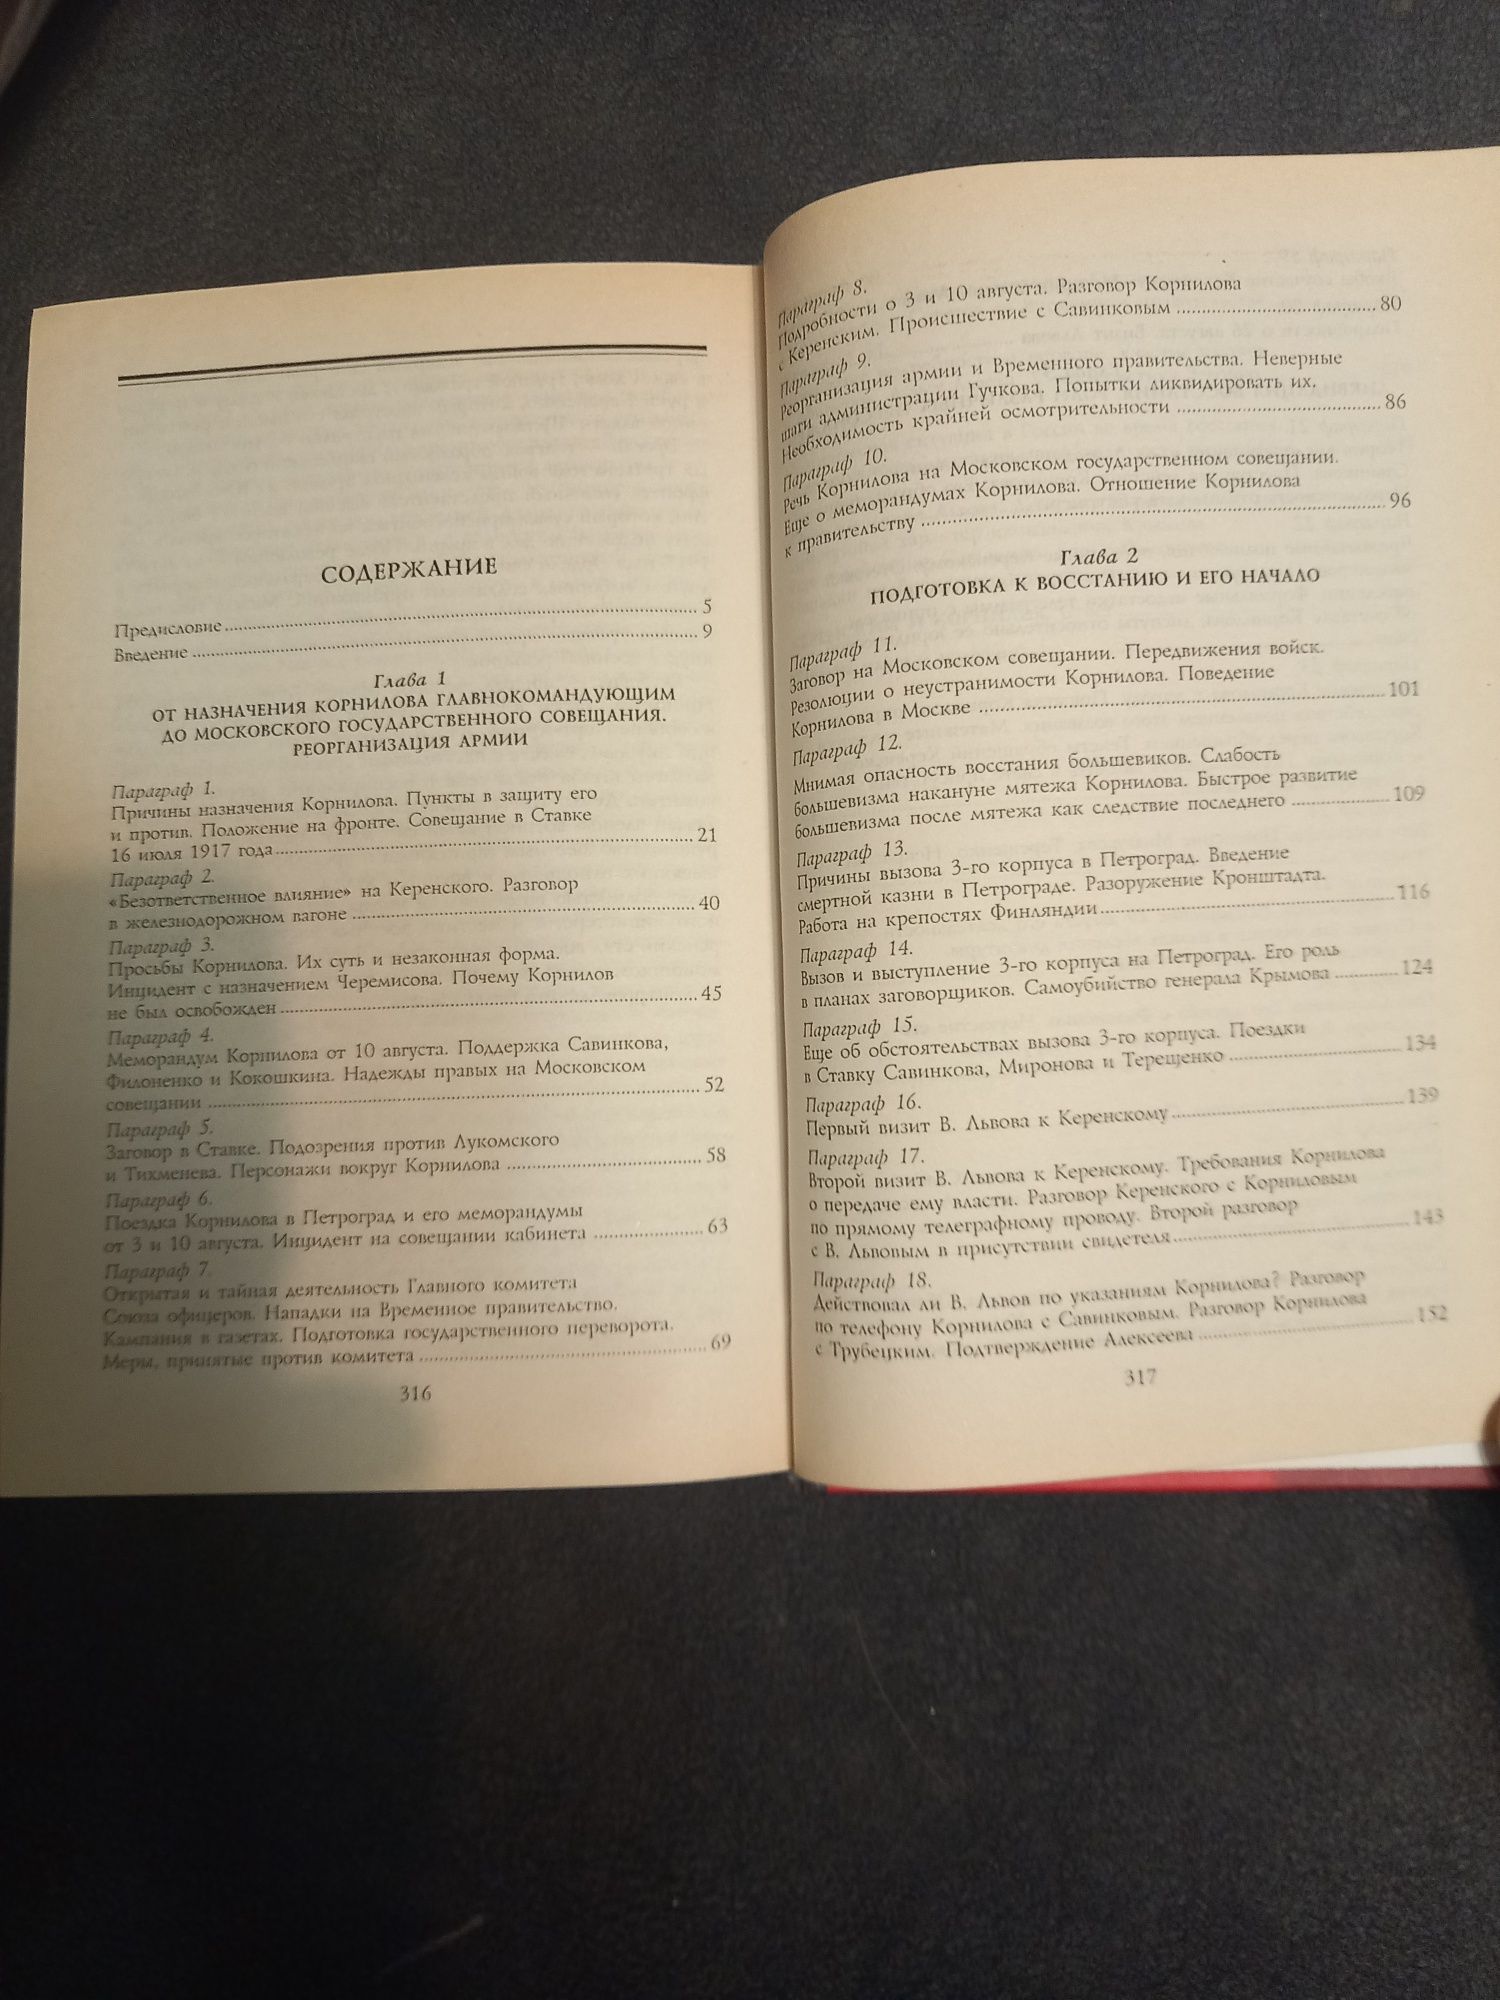 СОДЕРЖАНИЕ
Предисловие ........ 5
Введение ........ 9
Глава 1
ОТ НАЗНАЧЕНИЯ КОРНИЛОВА ГЛАВНОКОМАНДУЮЩИМ
ДО МОСКОВСКОГО ГОСУДАРСТВЕННОГО СОВЕЩАНИЯ.
РЕОРГАНИЗАЦИЯ АРМИИ
Параграф 1.
Причины назначения Корнилова. Пункты в защиту его
и против. Положение на фронте. Совещание в Ставке
16 июля 1917 года ........ 21
Параграф 2.
«Безответственное влияние» на Керенского. Разговор
в железнодорожном вагоне ........ 40
Параграф 3.
Просьбы Корнилова. Их суть и незаконная форма.
Инцидент с назначением Черемисова. Почему Корнилов
не был освобожден ........ 45
Параграф 4.
Меморандум Корнилова от 10 августа. Поддержка Савинкова,
Филоненко и Кокошкина. Надежды правых на Московском
совещании ........ 52
Параграф 5.
Заговор в Ставке. Подозрения против Лукомского
и Тихменева. Персонажи вокруг Корнилова ........ 58
Параграф 6.
Поездка Корнилова в Петроград и его меморандумы
от 3 и 10 августа. Инцидент на совещании кабинета ........ 63
Параграф 7.
Открытая и тайная деятельность Главного комитета
Союза офицеров. Нападки на Временное правительство.
Кампания в газетах. Подготовка государственного переворота.
Меры, принятые против комитета ........ 69
316
Параграф 8.
Подробности о 3 и 10 августа. Разговор Корнилова
с Керенским. Происшествие с Савинковым ........ 80
Параграф 9.
Реорганизация армии и Временного правительства. Неверные
шаги администрации Гучкова. Попытки ликвидировать их.
Необходимость крайней осмотрительности ........ 86
Параграф 10.
Речь Корнилова на Московском государственном совещании.
Еще о меморандумах Корнилова. Отношение Корнилова
к правительству ........ 96
Глава 2
ПОДГОТОВКА К ВОССТАНИЮ И ЕГО НАЧАЛО
Параграф 11.
Заговор на Московском совещании. Передвижения войск.
Резолюции о неустранимости Корнилова. Поведение
Корнилова в Москве ........ 101
Параграф 12.
Мнимая опасность восстания большевиков. Слабость
большевизма накануне мятежа Корнилова. Быстрое развитие
большевизма после мятежа как следствие последнего ........ 109
Параграф 13.
Причины вызова 3-го корпуса в Петроград. Введение
смертной казни в Петрограде. Разоружение Кронштадта.
Работа на крепостях Финляндии ........ 116
Параграф 14.
Вызов и выступление 3-го корпуса на Петроград. Его роль
в планах заговорщиков. Самоубийство генерала Крымова ........ 124
Параграф 15.
Еще об обстоятельствах вызова 3-го корпуса. Поездки
в Ставку Савинкова, Миронова и Терещенко ........ 134
Параграф 16.
Первый визит В. Львова к Керенскому ........ 139
Параграф 17.
Второй визит В. Львова к Керенскому. Требования Корнилова
о передаче ему власти. Разговор Керенского с Корниловым
по прямому телеграфному проводу. Второй разговор
с В. Львовым в присутствии свидетеля ........ 143
Параграф 18.
Действовал ли В. Львов по указаниям Корнилова? Разговор
по телефону Корнилова с Савинковым. Разговор Корнилова
с Трубецким. Подтверждение Алексеева ........ 152
317